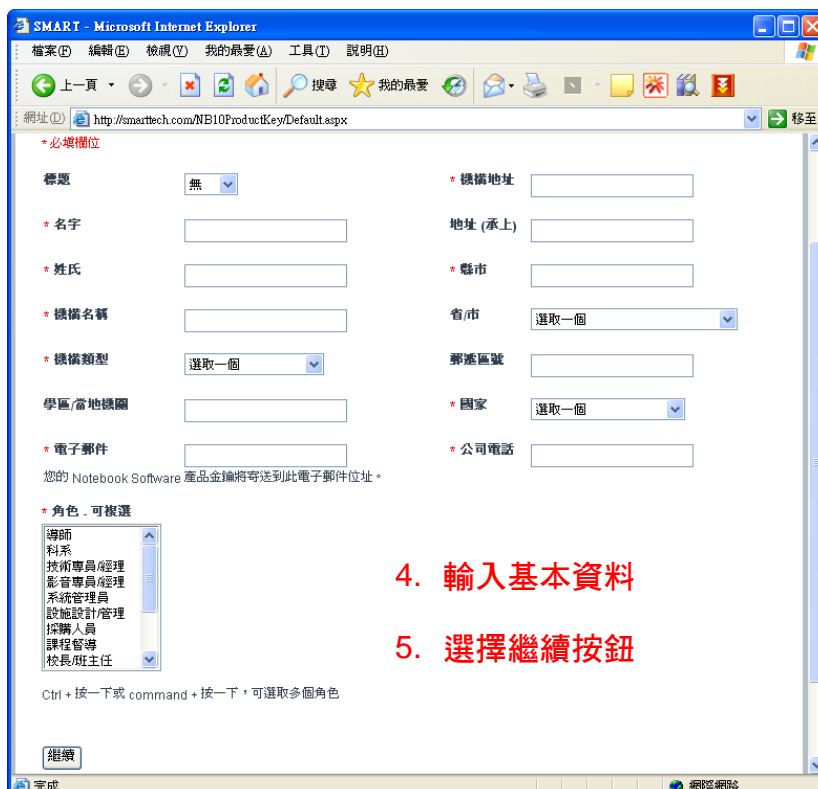 SMART - Microsoft Internet Explorer
檔案(F) 編輯(E) 檢視(V) 我的最愛(A) 工具(T) 說明(H)
上一頁 搜尋 我的最愛
網址(D) http://smarttech.com/NB10ProductKey/Default.aspx 移至
*必填欄位
標題 無 * 機構地址
* 名字 地址 (承上)
* 姓氏 * 縣市
* 機構名稱 省/市 選取一個
* 機構類型 選取一個 郵遞區號
學區/當地機關 * 國家 選取一個
* 電子郵件 * 公司電話
您的 Notebook Software 產品金鑰將寄送到此電子郵件位址。
* 角色 - 可複選
導師
科系
技術專員/經理
影音專員/經理
系統管理員
設施設計/管理
採購人員
課程督導
校長/班主任
4. 輸入基本資料
5. 選擇繼續按鈕
Ctrl + 按一下或 command + 按一下，可選取多個角色
繼續
完成 網際網路